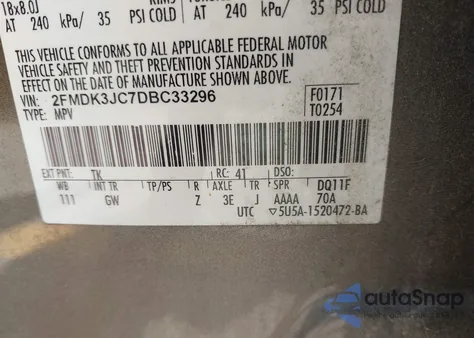 18x8.0J
AT 240 kPa/ 35 PSI COLD AT 240 kPa/ 35 PSI COLD
THIS VEHICLE CONFORMS TO ALL APPLICABLE FEDERAL MOTOR
VEHICLE SAFETY AND THEFT PREVENTION STANDARDS IN
EFFECT ON THE DATE OF MANUFACTURE SHOWN ABOVE.
VIN: 2FMDK3JC7DBC33296 F0171
TYPE: MPV T0254
EXT PNT: TK RC: 41 DSO:
WB INT TR TP/PS R AXLE TR SPR DQ11F
111 GW Z 3E J AAAA 70A
UTC ▽5U5A-1520472-BA
autoSnap